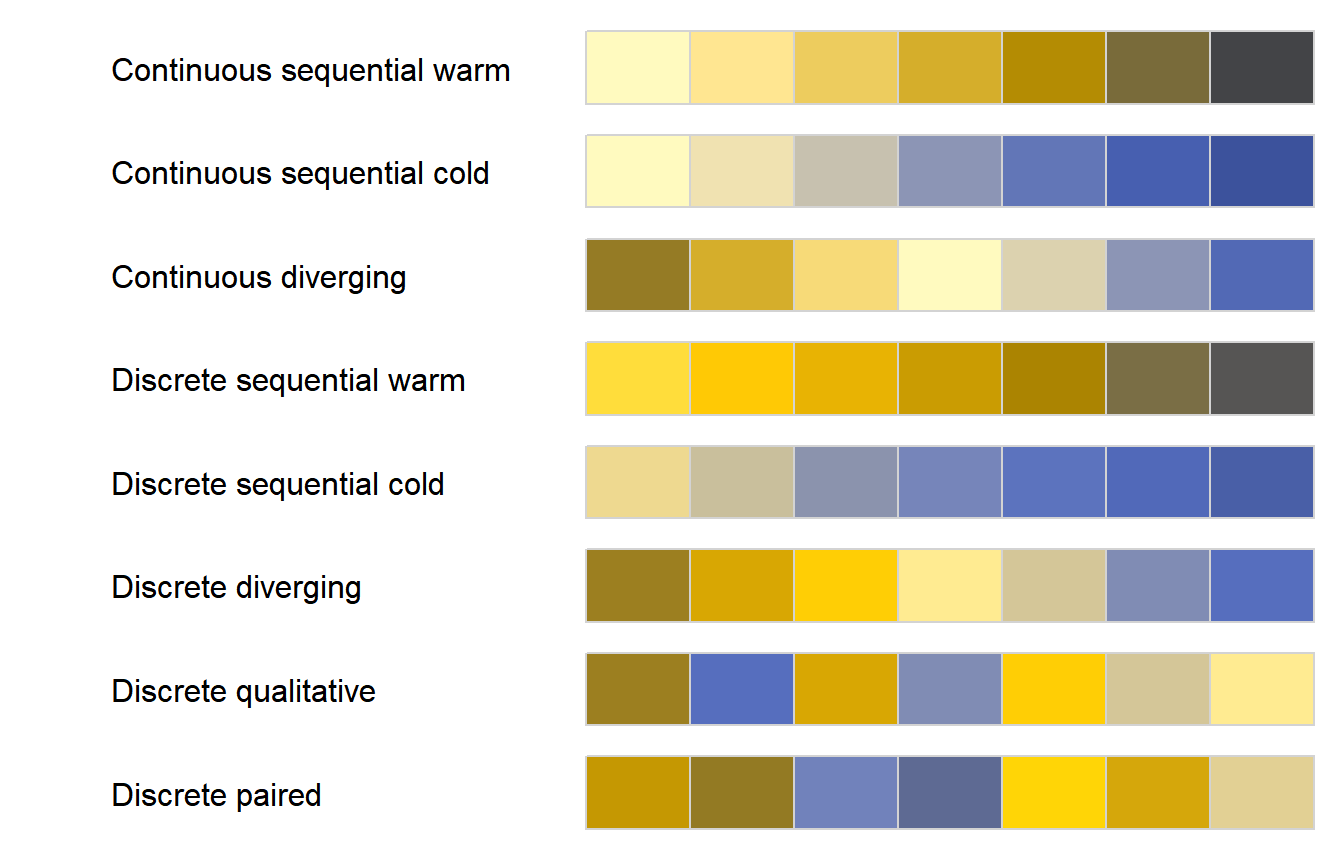 Continuous sequential warm
Continuous sequential cold
Continuous diverging
Discrete sequential warm
Discrete sequential cold
Discrete diverging
Discrete qualitative
Discrete paired